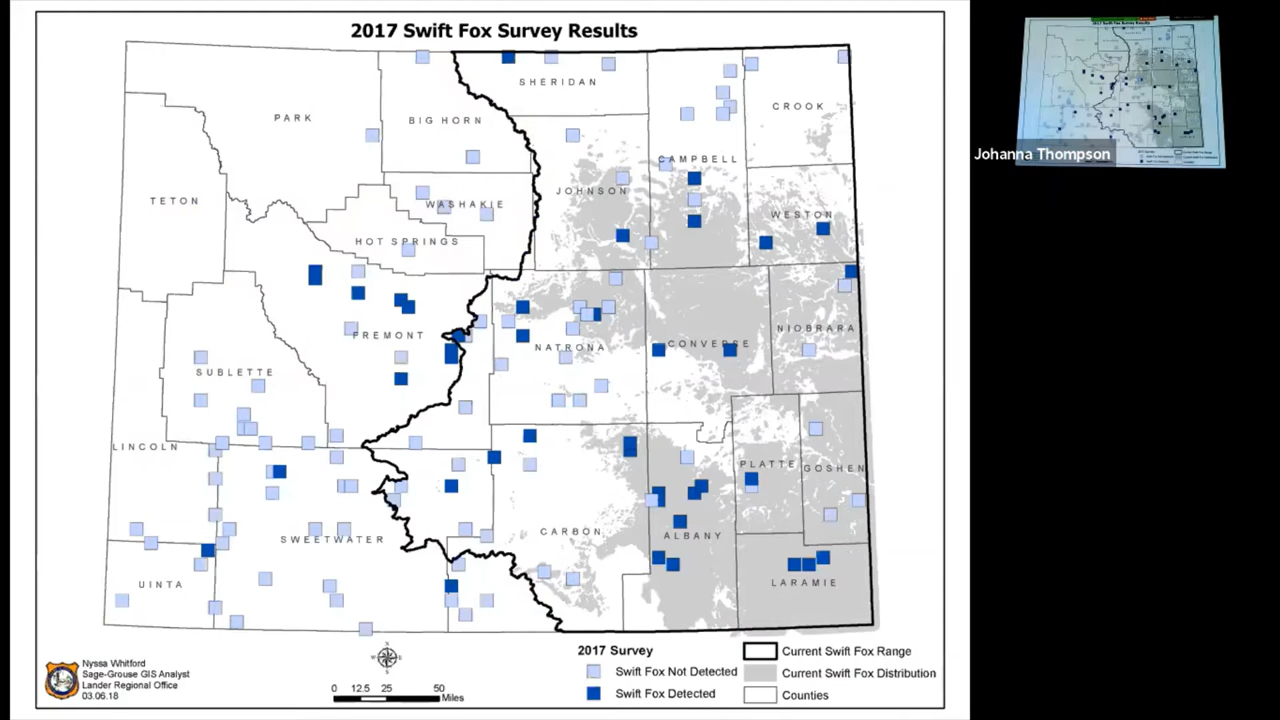 2017 Swift Fox Survey Results
SHERIDAN
PARK
BIG HORN
CROOK
CAMPBELL
JOHNSON
TETON
WASHAKIE
WESTON
HOT SPRINGS
FREMONT
NATRONA
CONVERSE
NIOBRARA
SUBLETTE
LINCOLN
PLATTE
GOSHEN
SWEETWATER
CARBON
ALBANY
UINTA
LARAMIE
Nyssa Whitford
Sage-Grouse GIS Analyst
Lander Regional Office
03.06.18
N
W
E
S
0 12.5 25 50
Miles
2017 Survey
Swift Fox Not Detected
Swift Fox Detected
Current Swift Fox Range
Current Swift Fox Distribution
Counties
Johanna Thompson